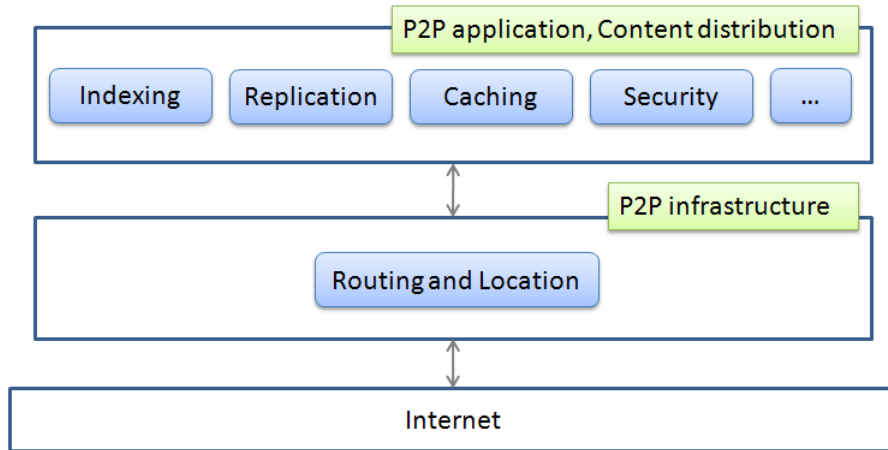 P2P application, Content distribution
Indexing
Replication
Caching
Security
...
P2P infrastructure
Routing and Location
Internet